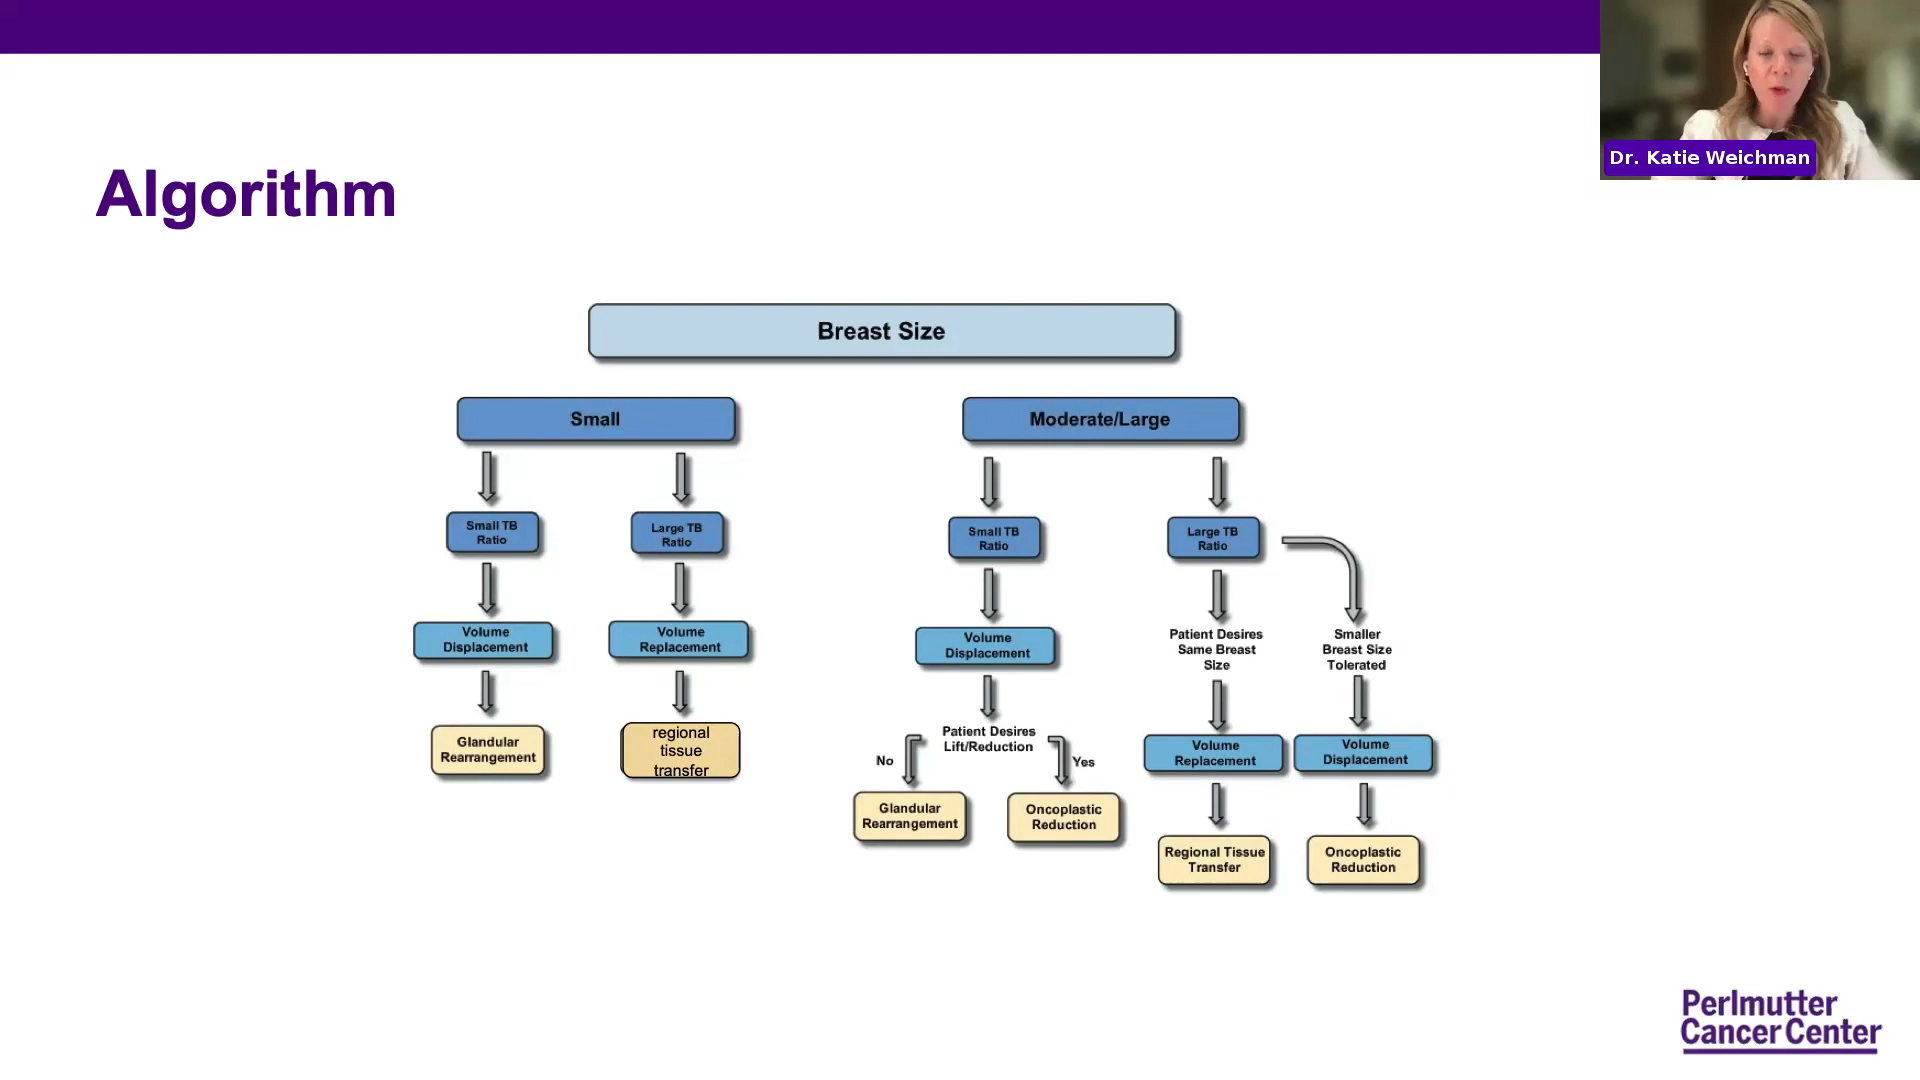 Dr. Katie Weichman
Algorithm
Breast Size
Small
Moderate/Large
Small TB
Ratio
Large TB
Ratio
Small TB
Ratio
Large TB
Ratio
Volume
Displacement
Volume
Replacement
Volume
Displacement
Patient Desires
Same Breast
Size
Smaller
Breast Size
Tolerated
Glandular
Rearrangement
regional
tissue
transfer
Patient Desires
Lift/Reduction
No
Yes
Volume
Replacement
Volume
Displacement
Glandular
Rearrangement
Oncoplastic
Reduction
Regional Tissue
Transfer
Oncoplastic
Reduction
Perlmutter
Cancer Center